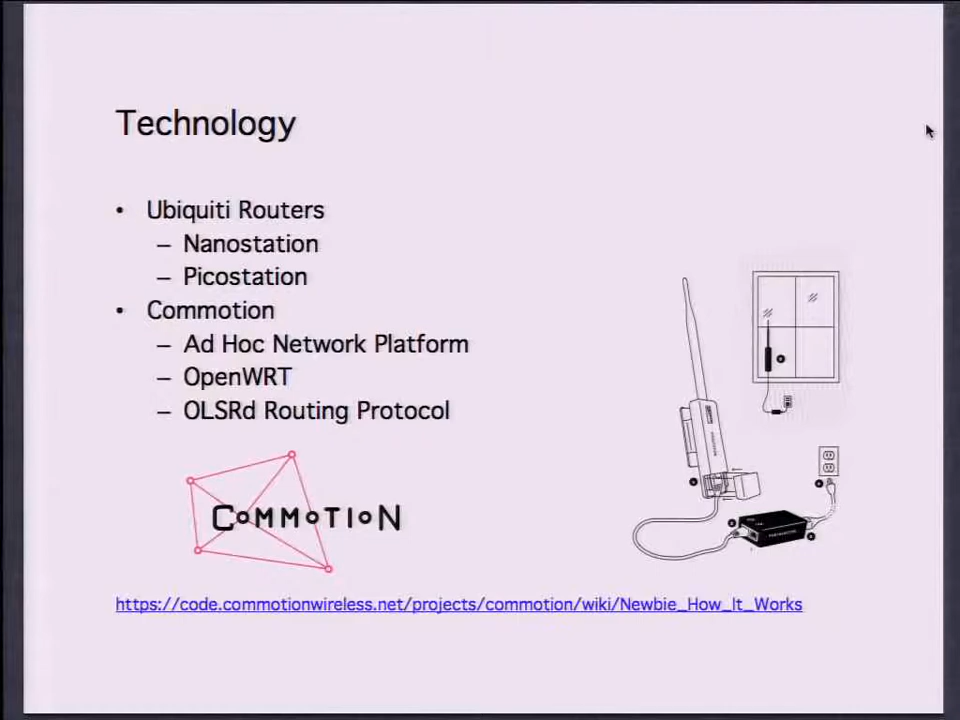 Technology
• Ubiquiti Routers
– Nanostation
– Picostation
• Commotion
– Ad Hoc Network Platform
– OpenWRT
– OLSRd Routing Protocol
COMMOTION
https://code.commotionwireless.net/projects/commotion/wiki/Newbie_How_It_Works